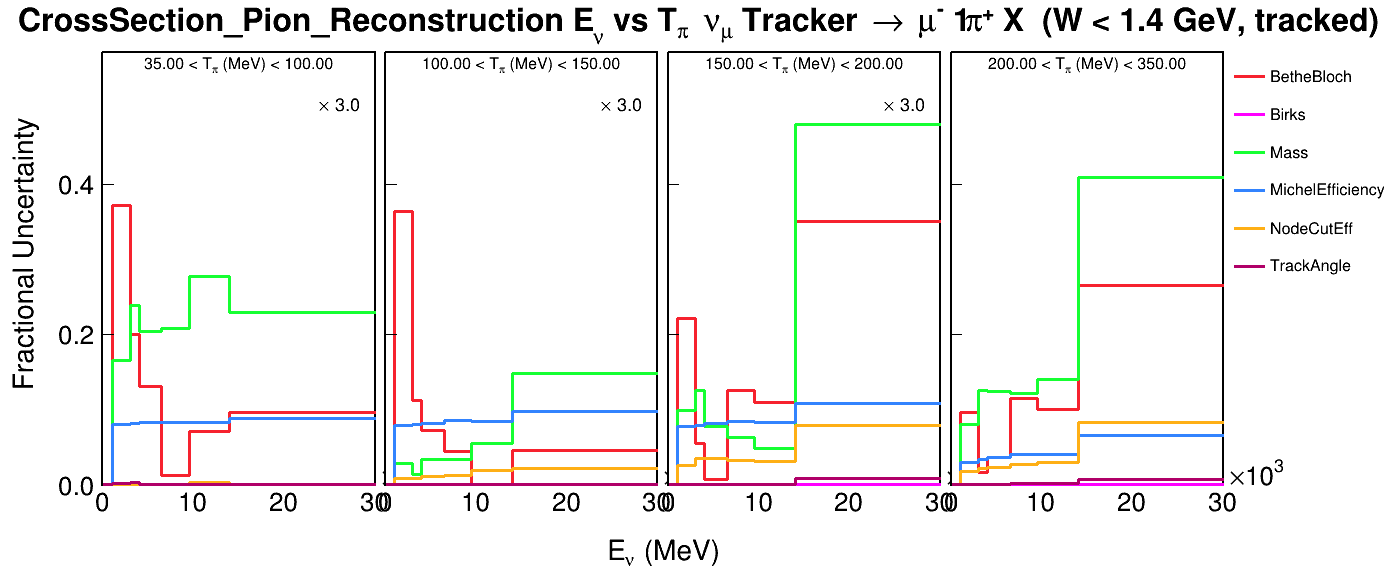 CrossSection_Pion_Reconstruction E_ν vs T_π ν_μ Tracker → μ⁻ 1π⁺ X (W < 1.4 GeV, tracked)
35.00 < T_π (MeV) < 100.00
100.00 < T_π (MeV) < 150.00
150.00 < T_π (MeV) < 200.00
200.00 < T_π (MeV) < 350.00
× 3.0
× 3.0
× 3.0
BetheBloch
Birks
Mass
MichelEfficiency
NodeCutEff
TrackAngle
Fractional Uncertainty
0.4
0.2
0.0
0 10 20 30
0 10 20 30
0 10 20 30
0 10 20 30
×10³
E_ν (MeV)